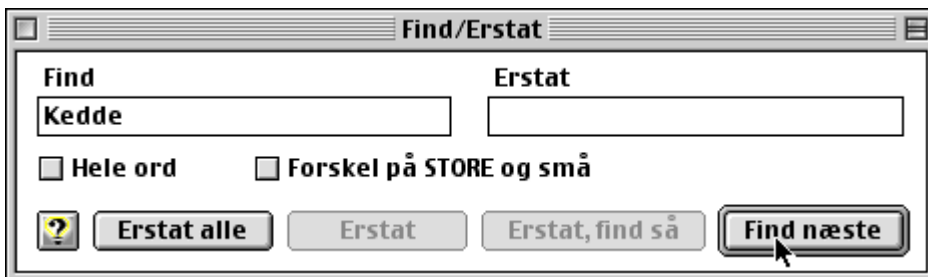 Find/Erstat
Find Erstat
Kedde
Hele ord Forskel på STORE og små
? Erstat alle Erstat Erstat, find så Find næste